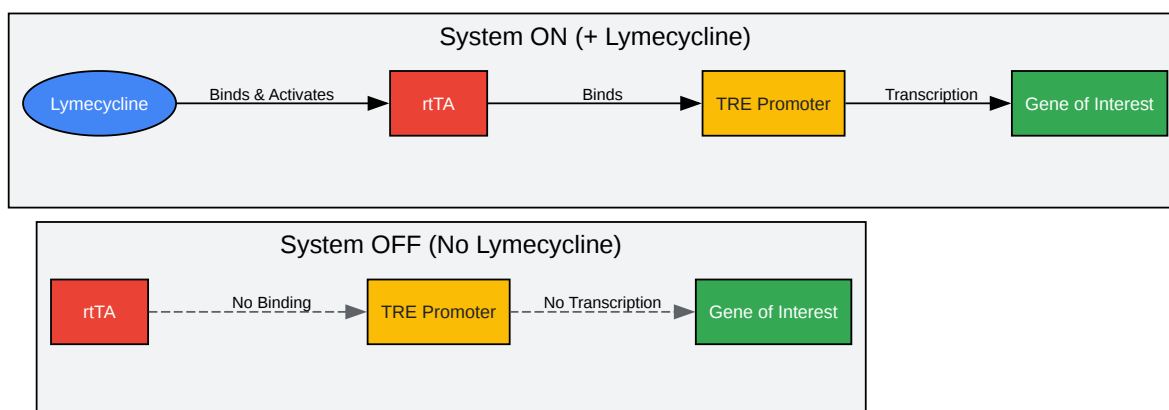 System ON (+ Lymecycline)
Lymecycline
Binds & Activates
rtTA
Binds
TRE Promoter
Transcription
Gene of Interest
System OFF (No Lymecycline)
rtTA
No Binding
TRE Promoter
No Transcription
Gene of Interest